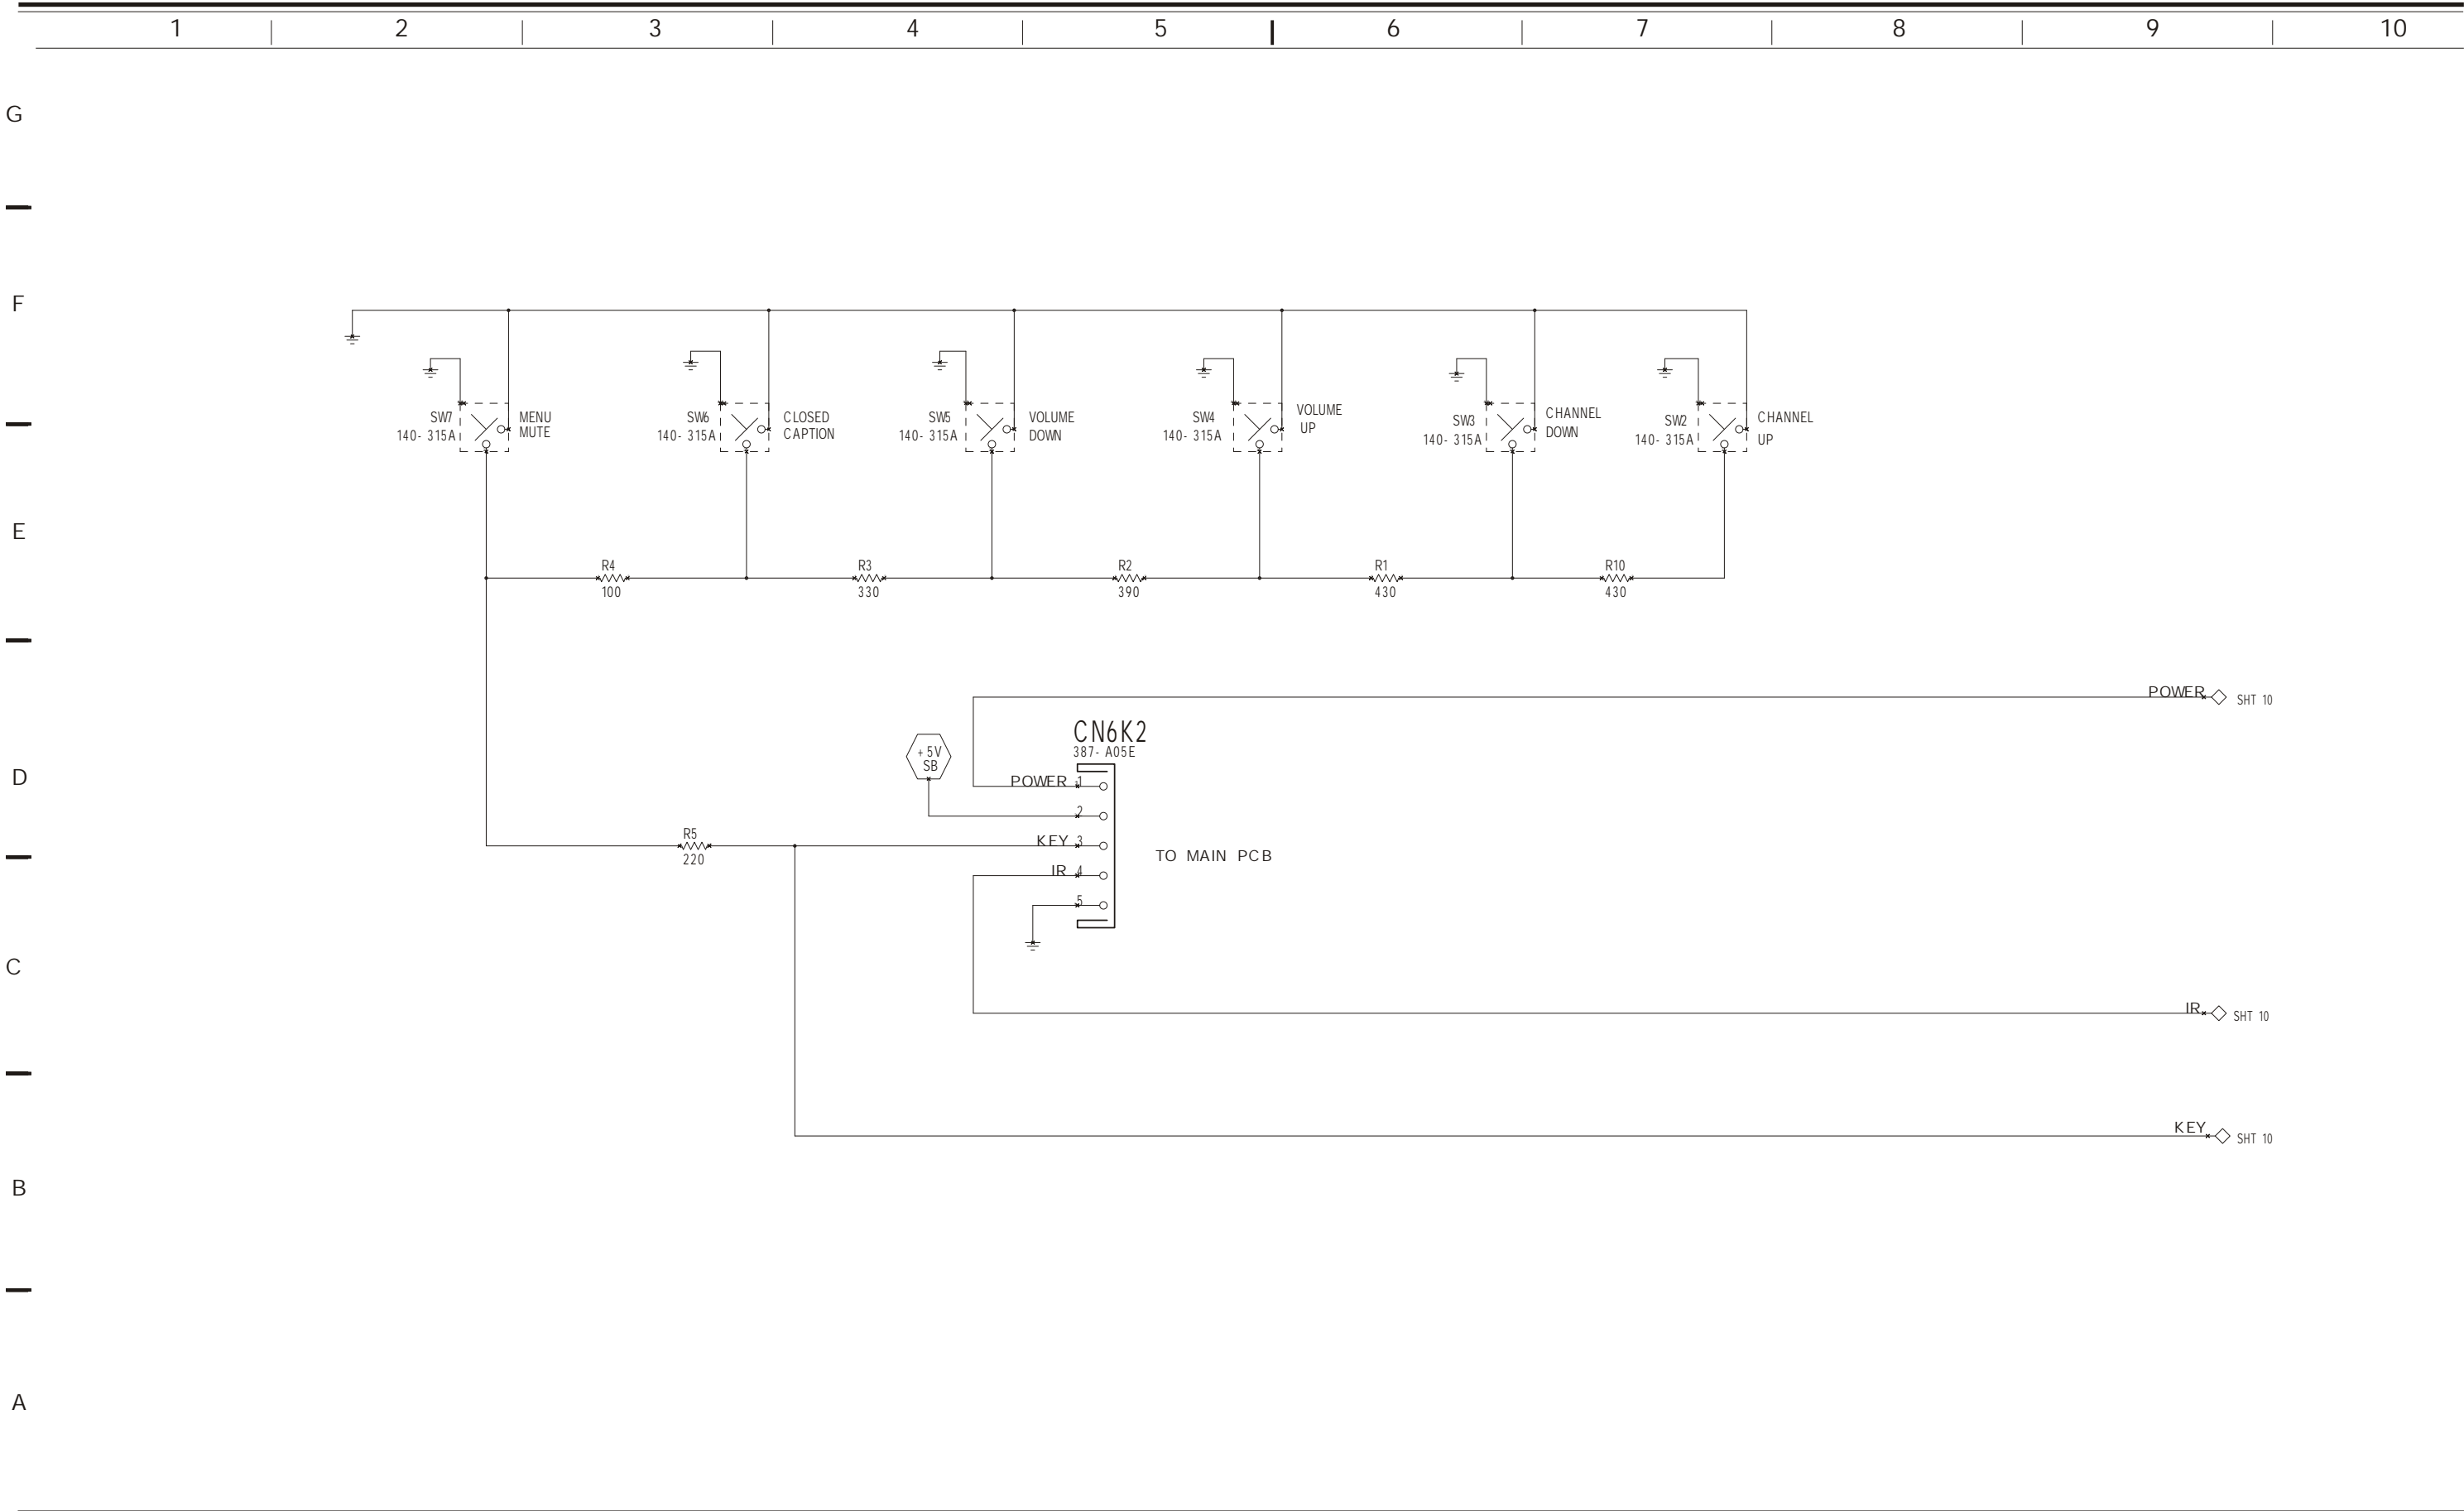 1 2 3 4 5 6 7 8 9 10
G
F
SW7
140- 315A
MENU
MUTE
SW6
140- 315A
CLOSED
CAPTION
SW5
140- 315A
VOLUME
DOWN
SW4
140- 315A
VOLUME
UP
SW3
140- 315A
CHANNEL
DOWN
SW2
140- 315A
CHANNEL
UP
E
R4
100
R3
330
R2
390
R1
430
R10
430
POWER SHT 10
CN6K2
387- A05E
+5V
SB
D
POWER 1
2
R5
220
KEY 3
IR 4
5
TO MAIN PCB
C
IR SHT 10
KEY SHT 10
B
A